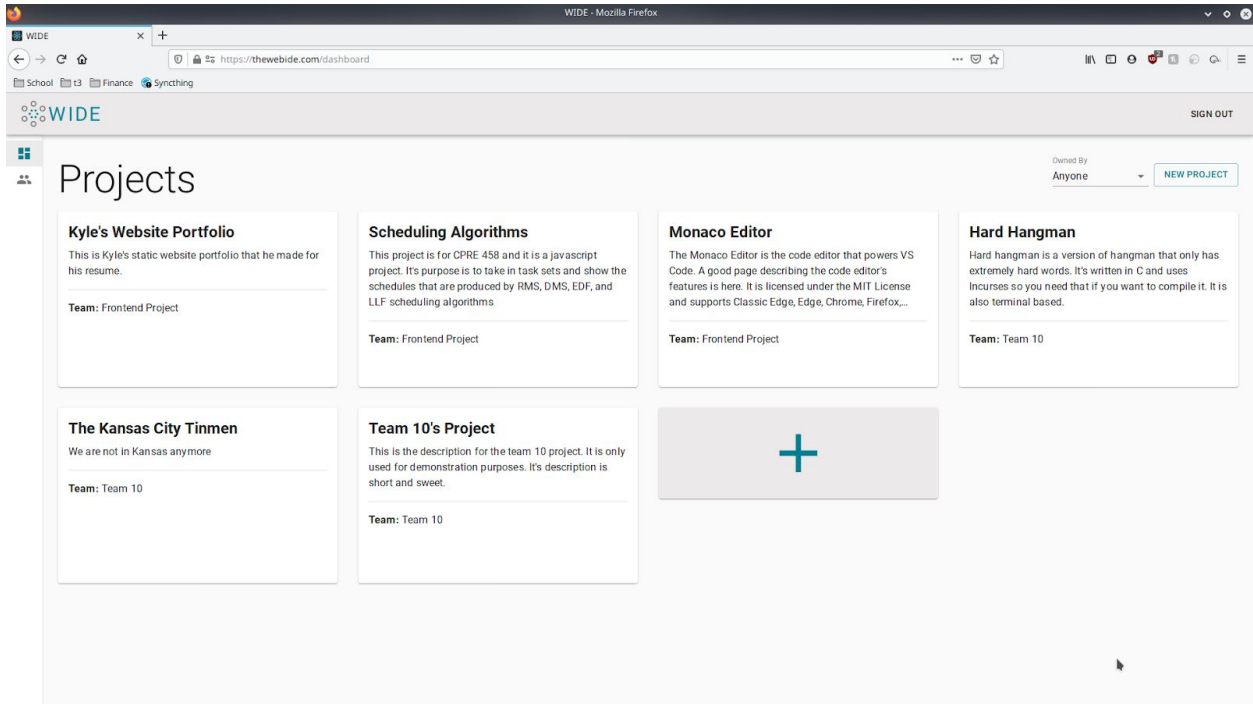 WIDE - Mozilla Firefox
WIDE
https://thewebide.com/dashboard
School t3 Finance Syncthing
WIDE
SIGN OUT
Projects
Owned By
Anyone
NEW PROJECT
Kyle's Website Portfolio
This is Kyle's static website portfolio that he made for
his resume.
Team: Frontend Project
Scheduling Algorithms
This project is for CPRE 458 and it is a javascript
project. It's purpose is to take in task sets and show the
schedules that are produced by RMS, DMS, EDF, and
LLF scheduling algorithms
Team: Frontend Project
Monaco Editor
The Monaco Editor is the code editor that powers VS
Code. A good page describing the code editor's
features is here. It is licensed under the MIT License
and supports Classic Edge, Edge, Chrome, Firefox,...
Team: Frontend Project
Hard Hangman
Hard hangman is a version of hangman that only has
extremely hard words. It's written in C and uses
lncurses so you need that if you want to compile it. It is
also terminal based.
Team: Team 10
The Kansas City Tinmen
We are not in Kansas anymore
Team: Team 10
Team 10's Project
This is the description for the team 10 project. It is only
used for demonstration purposes. It's description is
short and sweet.
Team: Team 10